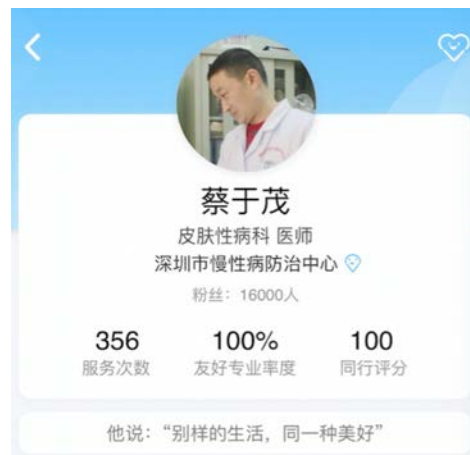 蔡于茂
皮肤性病科 医师
深圳市慢性病防治中心
粉丝：16000人
356 100% 100
服务次数 友好专业率度 同行评分
他说：“别样的生活，同一种美好”